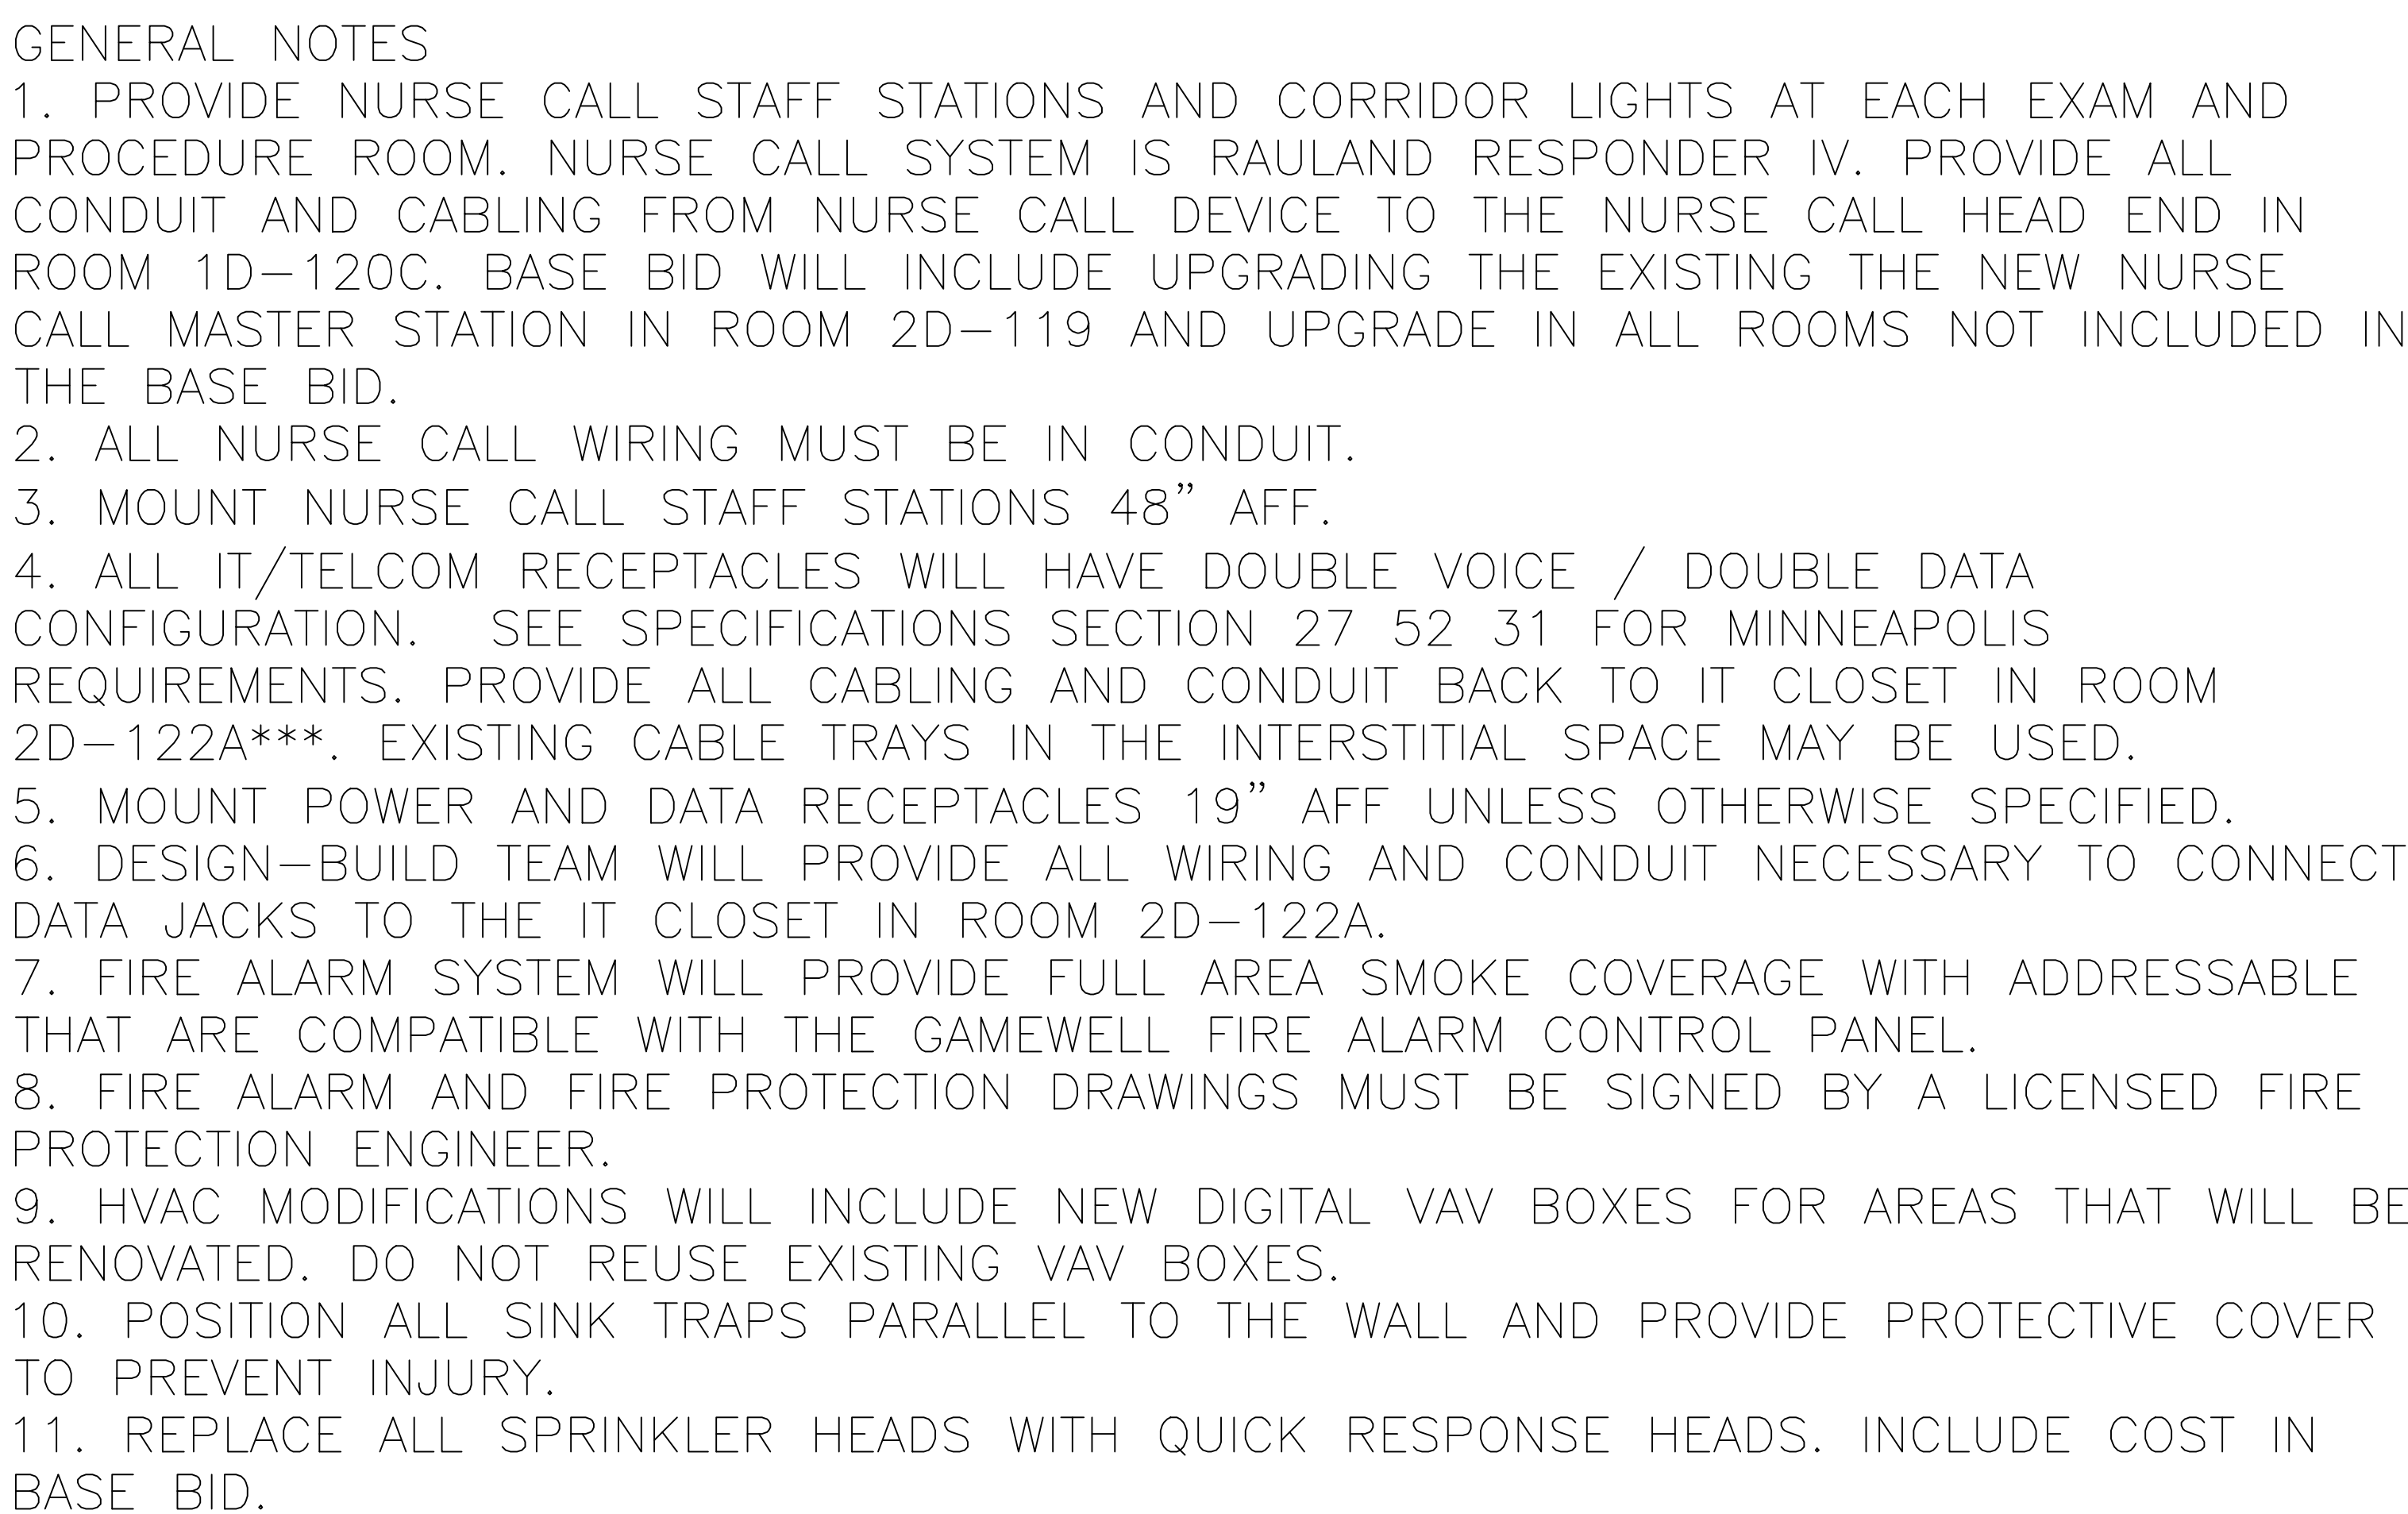 GENERAL NOTES
1. PROVIDE NURSE CALL STAFF STATIONS AND CORRIDOR LIGHTS AT EACH EXAM AND
PROCEDURE ROOM. NURSE CALL SYSTEM IS RAULAND RESPONDER IV. PROVIDE ALL
CONDUIT AND CABLING FROM NURSE CALL DEVICE TO THE NURSE CALL HEAD END IN
ROOM 1D-120C. BASE BID WILL INCLUDE UPGRADING THE EXISTING THE NEW NURSE
CALL MASTER STATION IN ROOM 2D-119 AND UPGRADE IN ALL ROOMS NOT INCLUDED IN
THE BASE BID.
2. ALL NURSE CALL WIRING MUST BE IN CONDUIT.
3. MOUNT NURSE CALL STAFF STATIONS 48” AFF.
4. ALL IT/TELCOM RECEPTACLES WILL HAVE DOUBLE VOICE / DOUBLE DATA
CONFIGURATION.  SEE SPECIFICATIONS SECTION 27 52 31 FOR MINNEAPOLIS
REQUIREMENTS. PROVIDE ALL CABLING AND CONDUIT BACK TO IT CLOSET IN ROOM
2D-122A***. EXISTING CABLE TRAYS IN THE INTERSTITIAL SPACE MAY BE USED.
5. MOUNT POWER AND DATA RECEPTACLES 19” AFF UNLESS OTHERWISE SPECIFIED.
6. DESIGN-BUILD TEAM WILL PROVIDE ALL WIRING AND CONDUIT NECESSARY TO CONNECT
DATA JACKS TO THE IT CLOSET IN ROOM 2D-122A.
7. FIRE ALARM SYSTEM WILL PROVIDE FULL AREA SMOKE COVERAGE WITH ADDRESSABLE
THAT ARE COMPATIBLE WITH THE GAMEWELL FIRE ALARM CONTROL PANEL.
8. FIRE ALARM AND FIRE PROTECTION DRAWINGS MUST BE SIGNED BY A LICENSED FIRE
PROTECTION ENGINEER.
9. HVAC MODIFICATIONS WILL INCLUDE NEW DIGITAL VAV BOXES FOR AREAS THAT WILL BE
RENOVATED. DO NOT REUSE EXISTING VAV BOXES.
10. POSITION ALL SINK TRAPS PARALLEL TO THE WALL AND PROVIDE PROTECTIVE COVER
TO PREVENT INJURY.
11. REPLACE ALL SPRINKLER HEADS WITH QUICK RESPONSE HEADS. INCLUDE COST IN
BASE BID.